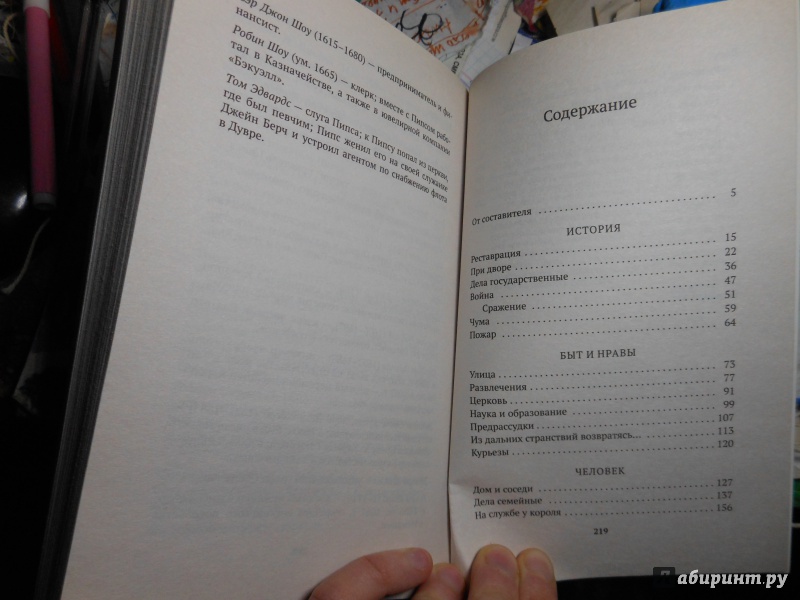 сэр Джон Шоу (1615–1680) — предприниматель и фи-
нансист.
Робин Шоу (ум. 1665) — клерк; вместе с Пипсом рабо-
тал в Казначействе, а также в ювелирной компании
«Бэкуэлл».
Том Эдвардс — слуга Пипса; к Пипсу попал из церкви,
где был певчим; Пипс женил его на своей служанке
Джейн Берч и устроил агентом по снабжению флота
в Дувре.
Содержание
От составителя 5
ИСТОРИЯ
Реставрация 15
При дворе 22
Дела государственные 36
Война 47
Сражение 51
Чума 59
Пожар 64
БЫТ И НРАВЫ
Улица 73
Развлечения 77
Церковь 91
Наука и образование 99
Предрассудки 107
Из дальних странствий возвратясь... 113
Курьезы 120
ЧЕЛОВЕК
Дом и соседи 127
Дела семейные 137
На службе у короля 156
219
Лабиринт.ру